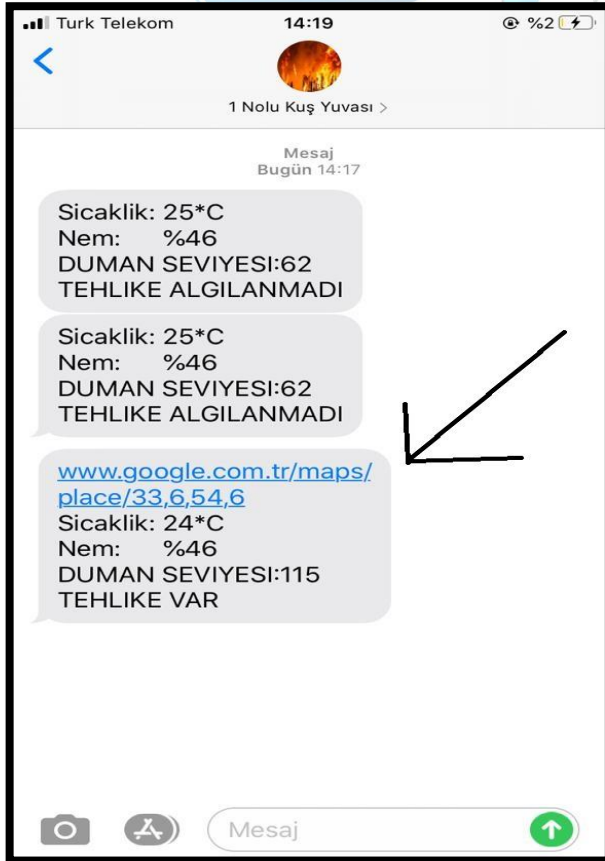 Turk Telekom 14:19 %2
1 Nolu Kuş Yuvası >
Mesaj
Bugün 14:17
Sicaklik: 25*C
Nem: %46
DUMAN SEVIYESI:62
TEHLIKE ALGILANMADI
Sicaklik: 25*C
Nem: %46
DUMAN SEVIYESI:62
TEHLIKE ALGILANMADI
www.google.com.tr/maps/
place/33,6,54,6
Sicaklik: 24*C
Nem: %46
DUMAN SEVIYESI:115
TEHLIKE VAR
Mesaj